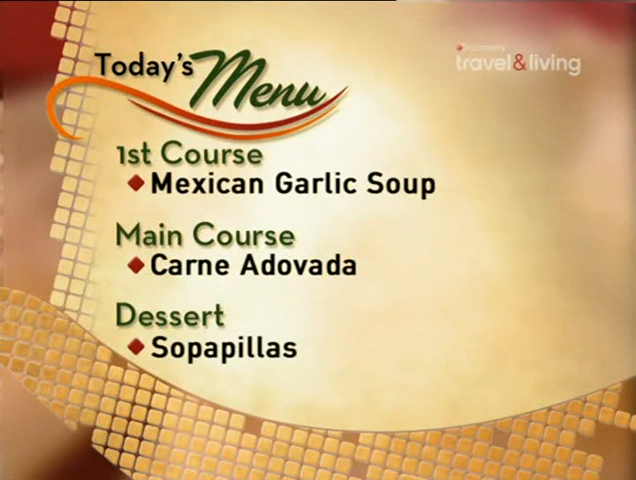 Today's Menu
Discovery
travel&living
1st Course
Mexican Garlic Soup
Main Course
Carne Adovada
Dessert
Sopapillas